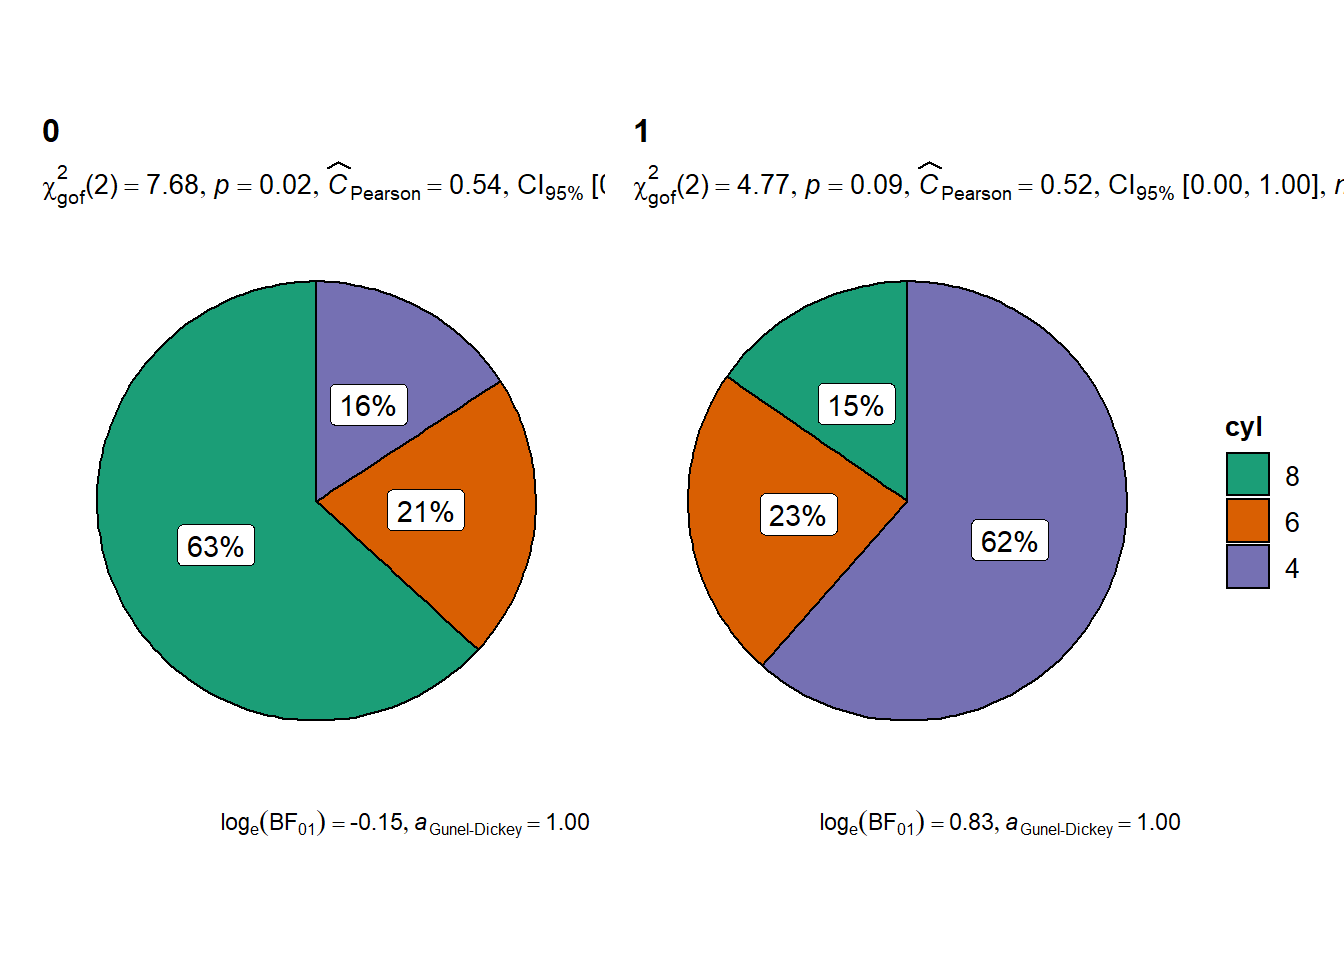 0
χ²gof(2) = 7.68, p = 0.02, ĈPearson = 0.54, CI95% [
1
χ²gof(2) = 4.77, p = 0.09, ĈPearson = 0.52, CI95% [0.00, 1.00],
16%
21%
63%
15%
23%
62%
cyl
8
6
4
loge(BF01) = -0.15, aGunel-Dickey = 1.00
loge(BF01) = 0.83, aGunel-Dickey = 1.00